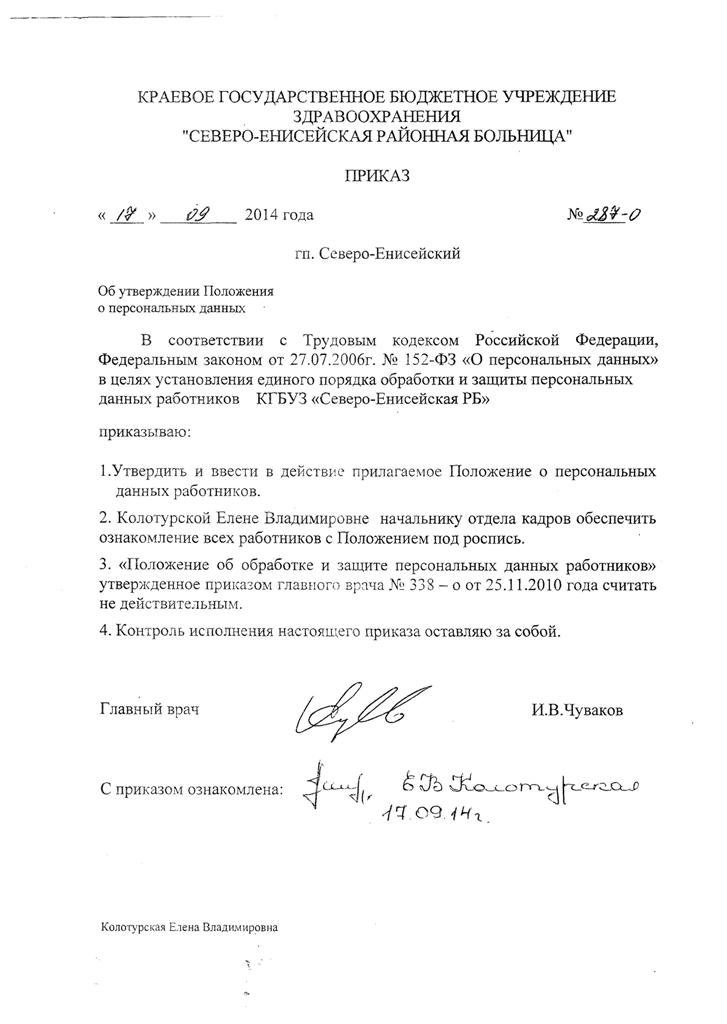 КРАЕВОЕ ГОСУДАРСТВЕННОЕ БЮДЖЕТНОЕ УЧРЕЖДЕНИЕ
ЗДРАВООХРАНЕНИЯ
"СЕВЕРО-ЕНИСЕЙСКАЯ РАЙОННАЯ БОЛЬНИЦА"
ПРИКАЗ
« 17 » 09 2014 года №287-О
гп. Северо-Енисейский
Об утверждении Положения
о персональных данных
В соответствии с Трудовым кодексом Российской Федерации,
Федеральным законом от 27.07.2006г. № 152-ФЗ «О персональных данных»
в целях установления единого порядка обработки и защиты персональных
данных работников КГБУЗ «Северо-Енисейская РБ»
приказываю:
1.Утвердить и ввести в действие прилагаемое Положение о персональных
данных работников.
2. Колотурской Елене Владимировне начальнику отдела кадров обеспечить
ознакомление всех работников с Положением под роспись.
3. «Положение об обработке и защите персональных данных работников»
утвержденное приказом главного врача № 338 – о от 25.11.2010 года считать
не действительным.
4. Контроль исполнения настоящего приказа оставляю за собой.
Главный врач И.В.Чуваков
С приказом ознакомлена: ЕВ Колотурская
17.09.14г.
Колотурская Елена Владимировна